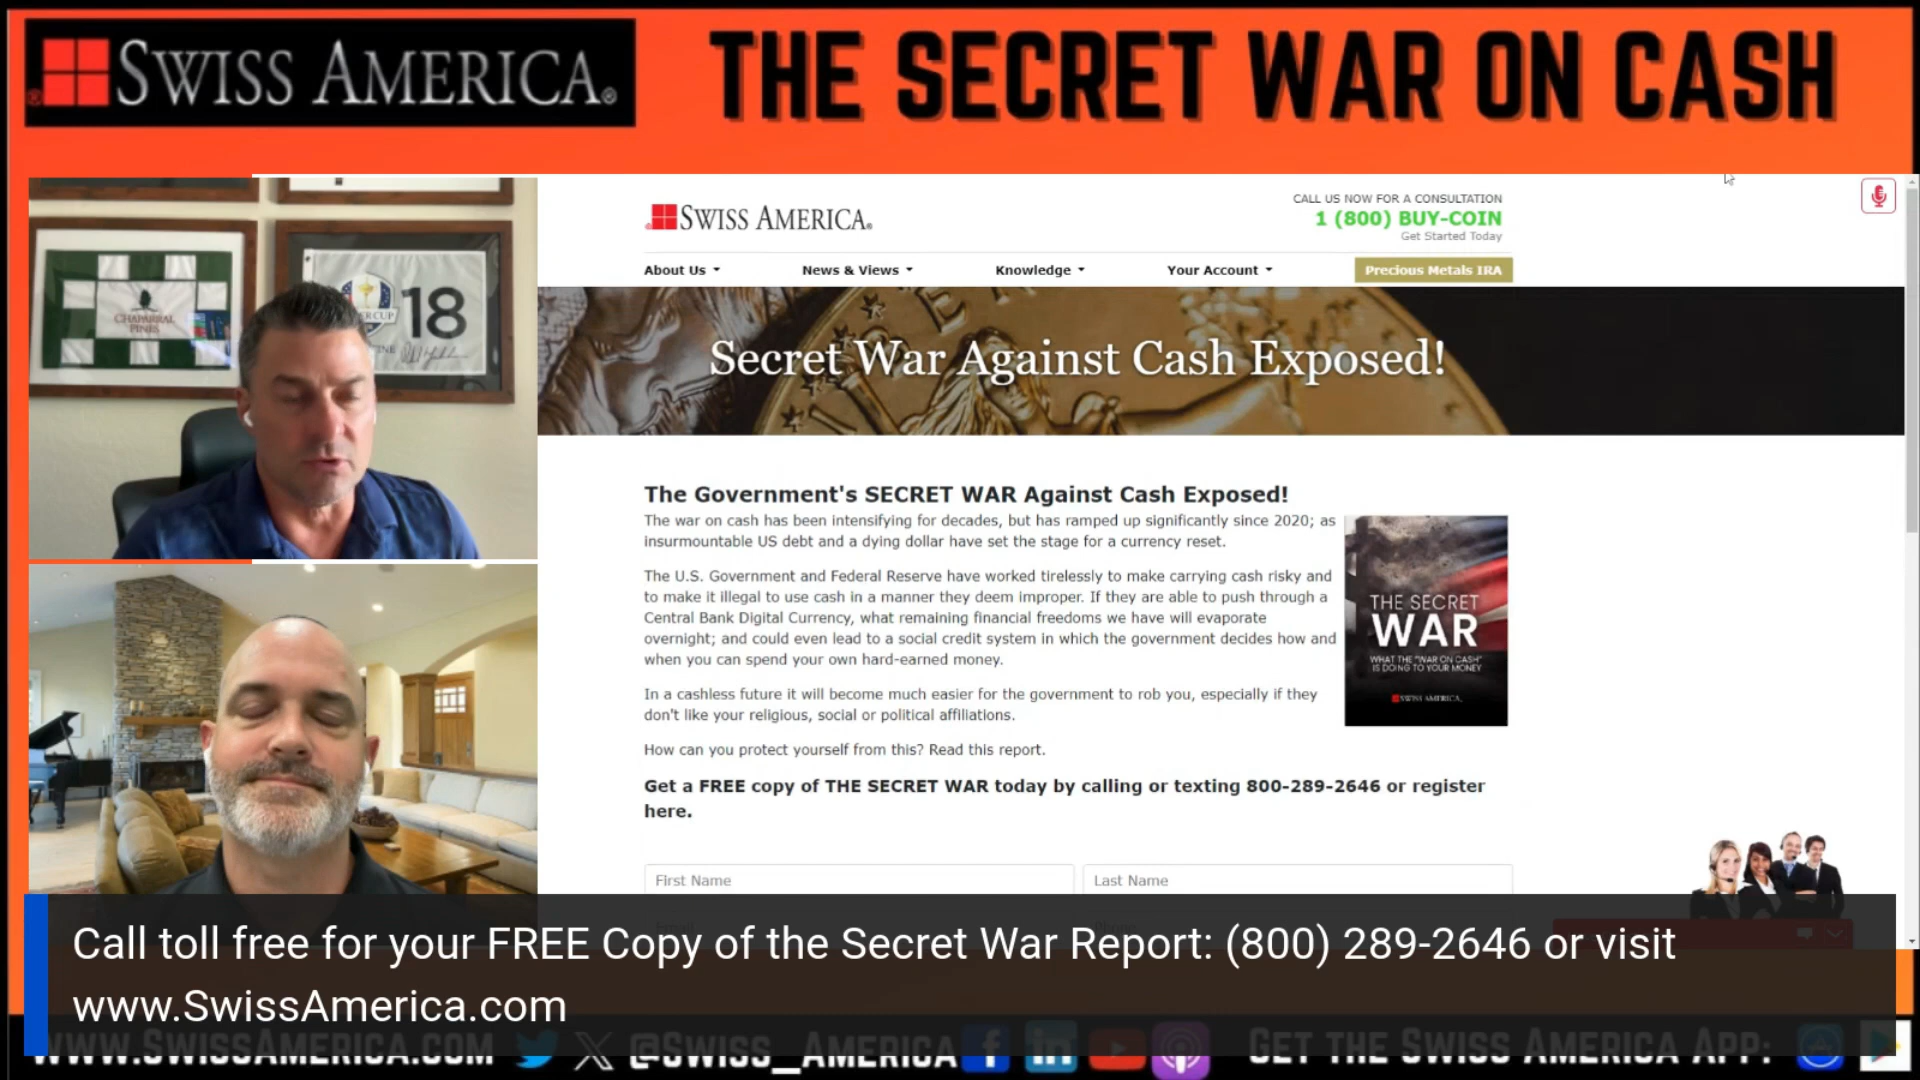 SWISS AMERICA®
THE SECRET WAR ON CASH
SWISS AMERICA®
CALL US NOW FOR A CONSULTATION
1 (800) BUY-COIN
Get Started Today
About Us
News & Views
Knowledge
Your Account
Precious Metals IRA
CHAPARRAL
PINES
18
Secret War Against Cash Exposed!
The Government's SECRET WAR Against Cash Exposed!
The war on cash has been intensifying for decades, but has ramped up significantly since 2020; as
insurmountable US debt and a dying dollar have set the stage for a currency reset.
The U.S. Government and Federal Reserve have worked tirelessly to make carrying cash risky and
to make it illegal to use cash in a manner they deem improper. If they are able to push through a
Central Bank Digital Currency, what remaining financial freedoms we have will evaporate
overnight; and could even lead to a social credit system in which the government decides how and
when you can spend your own hard-earned money.
In a cashless future it will become much easier for the government to rob you, especially if they
don't like your religious, social or political affiliations.
How can you protect yourself from this? Read this report.
THE SECRET
WAR
WHAT THE "WAR ON CASH"
IS DOING TO YOUR MONEY
SWISS AMERICA
Get a FREE copy of THE SECRET WAR today by calling or texting 800-289-2646 or register
here.
First Name
Last Name
Call toll free for your FREE Copy of the Secret War Report: (800) 289-2646 or visit
www.SwissAmerica.com
WWW.SWISSAMERICA.COM
@SWISS_AMERICA
GET THE SWISS AMERICA APP: